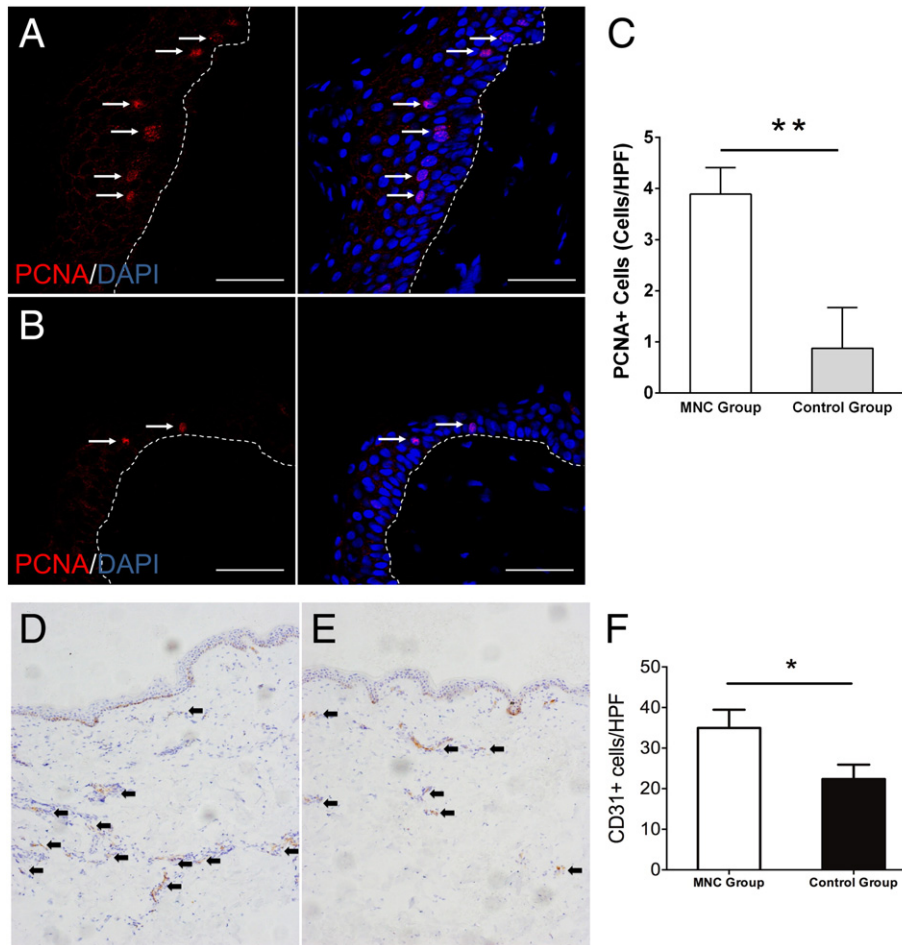 A
PCNA/DAPI
B
PCNA/DAPI
C
**
PCNA+ Cells (Cells/HPF)
5
4
3
2
1
0
MNC Group
Control Group
D
E
F
*
CD31+ cells/HPF
50
40
30
20
10
0
MNC Group
Control Group